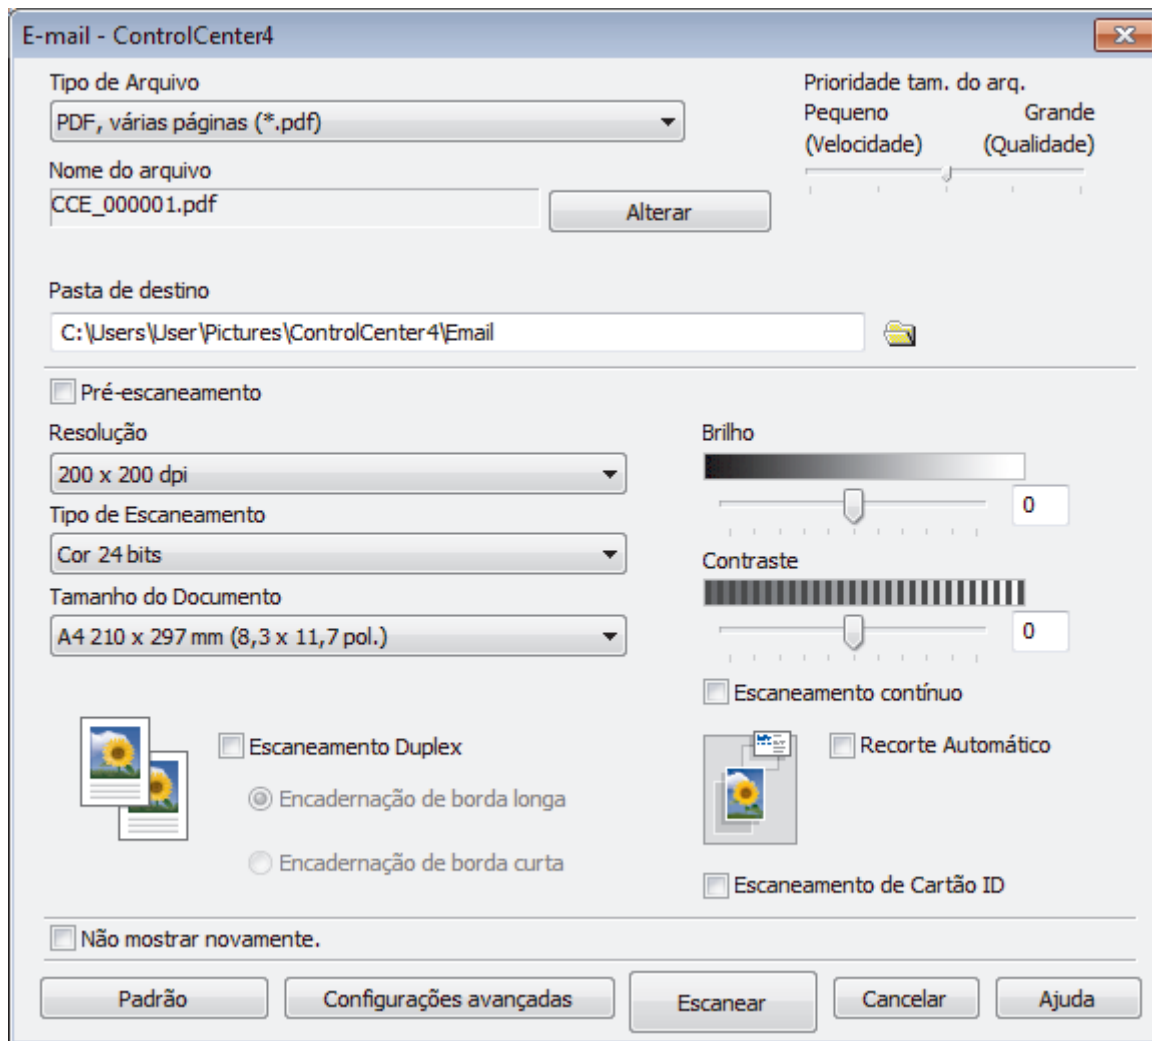 E-mail - ControlCenter4
Tipo de Arquivo
PDF, várias páginas (*.pdf)
Prioridade tam. do arq.
Pequeno Grande
(Velocidade) (Qualidade)
Nome do arquivo
CCE_000001.pdf
Alterar
Pasta de destino
C:\Users\User\Pictures\ControlCenter4\Email
Pré-escaneamento
Resolução
200 x 200 dpi
Tipo de Escaneamento
Cor 24 bits
Tamanho do Documento
A4 210 x 297 mm (8,3 x 11,7 pol.)
Brilho
0
Contraste
0
Escaneamento contínuo
Escaneamento Duplex
Encadernação de borda longa
Encadernação de borda curta
Recorte Automático
Escaneamento de Cartão ID
Não mostrar novamente.
Padrão
Configurações avançadas
Escanear
Cancelar
Ajuda